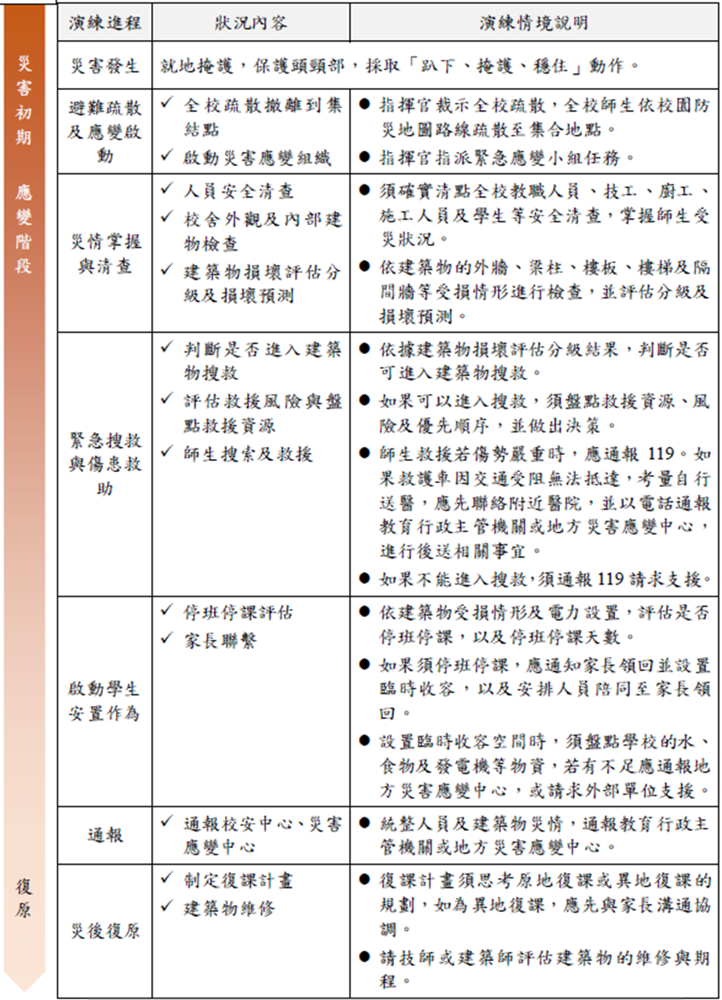 災害初期 應變階段
復原
演練進程 狀況內容 演練情境說明
災害發生
就地掩護，保護頭頸部，採取「趴下、掩護、穩住」動作。
避難疏散
及應變啟
動
✓ 全校疏散撤離到集
結點
✓ 啟動災害應變組織
● 指揮官裁示全校疏散，全校師生依校園防
災地圖路線疏散至集合地點。
● 指揮官指派緊急應變小組任務。
災情掌握
與清查
✓ 人員安全清查
✓ 校舍外觀及內部建
物檢查
✓ 建築物損壞評估分
級及損壞預測
● 須確實清點全校教職人員、技工、廚工、
施工人員及學生等安全清查，掌握師生受
災狀況。
● 依建築物的外牆、梁柱、樓板、樓梯及隔
間牆等受損情形進行檢查，並評估分級及
損壞預測。
緊急搜救
與傷患救
助
✓ 判斷是否進入建築
物搜救
✓ 評估救援風險與盤
點救援資源
✓ 師生搜索及救援
● 依據建築物損壞評估分級結果，判斷是否
可進入建築物搜救。
● 如果可以進入搜救，須盤點救援資源、風
險及優先順序，並做出決策。
● 師生救援若傷勢嚴重時，應通報 119。如
果救護車因交通受阻無法抵達，考量自行
送醫，應先聯絡附近醫院，並以電話通報
教育行政主管機關或地方災害應變中心，
進行後送相關事宜。
● 如果不能進入搜救，須通報 119 請求支援。
啟動學生
安置作為
✓ 停班停課評估
✓ 家長聯繫
● 依建築物受損情形及電力設置，評估是否
停班停課，以及停班停課天數。
● 如果須停班停課，應通知家長領回並設置
臨時收容，以及安排人員陪同至家長領
回。
● 設置臨時收容空間時，須盤點學校的水、
食物及發電機等物資，若有不足應通報地
方災害應變中心，或請求外部單位支援。
通報
✓ 通報校安中心、災害
應變中心
● 統整人員及建築物災情，通報教育行政主
管機關或地方災害應變中心。
災後復原
✓ 制定復課計畫
✓ 建築物維修
● 復課計畫須思考原地復課或異地復課的
規劃，如為異地復課，應先與家長溝通協
調。
● 請技師或建築師評估建築物的維修與期
程。